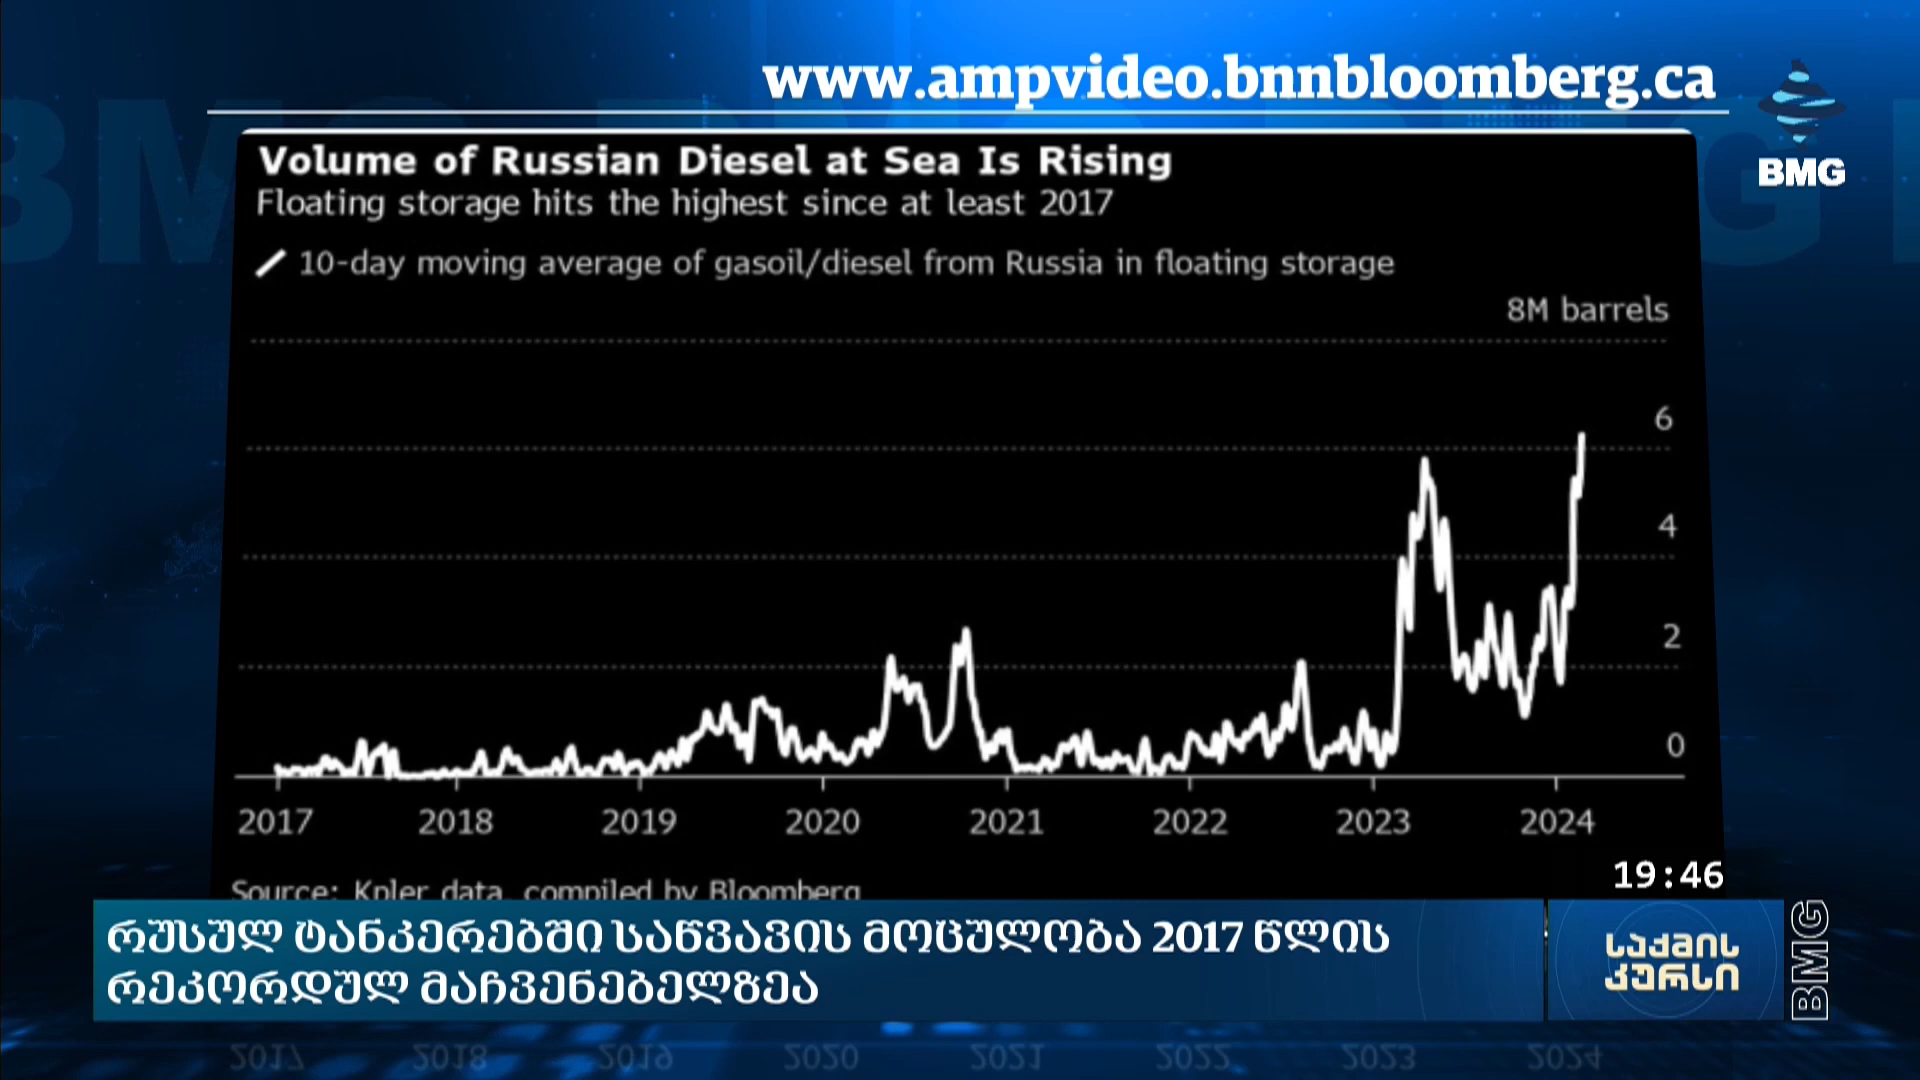 www.ampvideo.bnnbloomberg.ca
BMG
Volume of Russian Diesel at Sea Is Rising
Floating storage hits the highest since at least 2017
10-day moving average of gasoil/diesel from Russia in floating storage
8M barrels
6
4
2
0
2017 2018 2019 2020 2021 2022 2023 2024
Source: Kpler data, compiled by Bloomberg
19:46
რუსულ ტანკერებში საწვავის მოცულობა 2017 წლის
რეკორდულ მაჩვენებელზეა
საქმის
კურსი
BMG